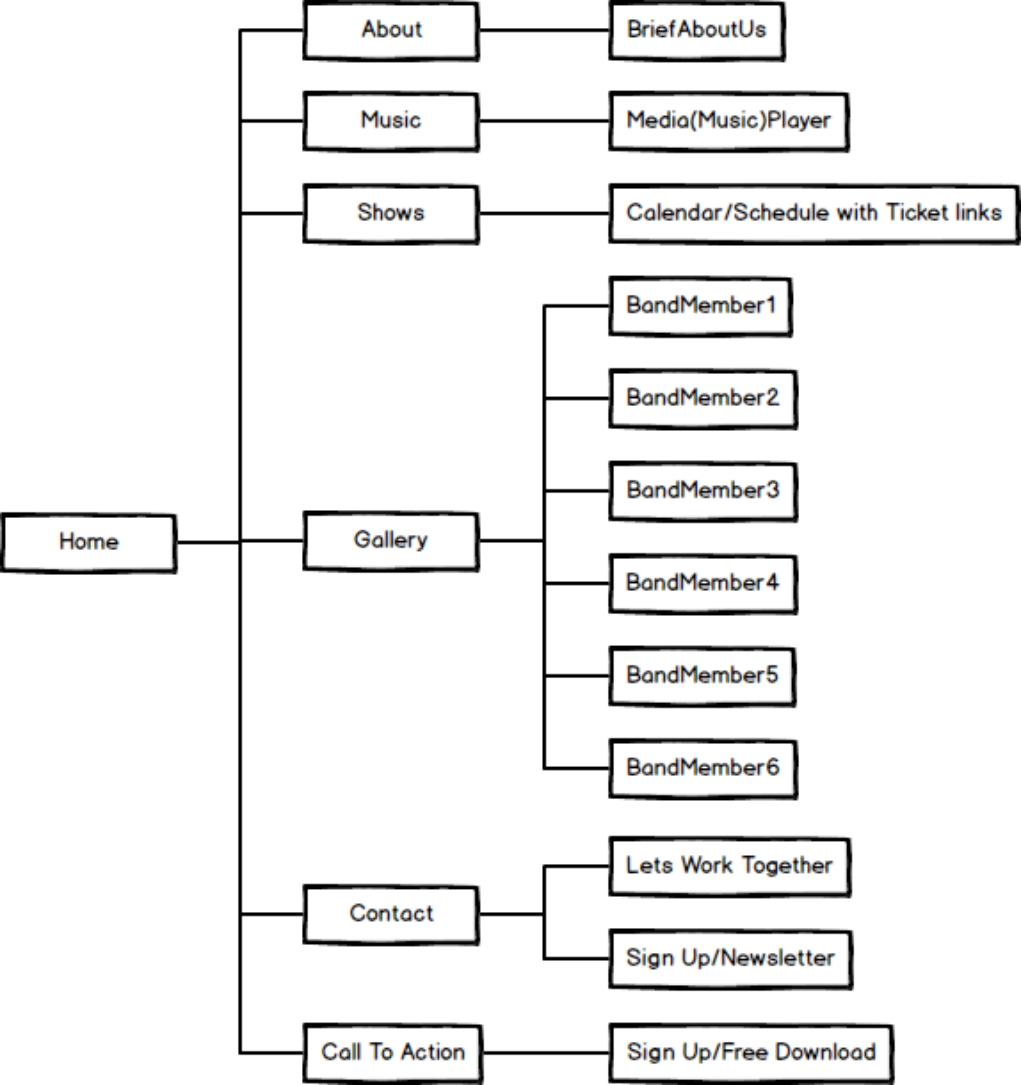 About
BriefAboutUs
Music
Media(Music)Player
Shows
Calendar/Schedule with Ticket links
BandMember1
BandMember2
BandMember3
Home
Gallery
BandMember4
BandMember5
BandMember6
Lets Work Together
Contact
Sign Up/Newsletter
Call To Action
Sign Up/Free Download